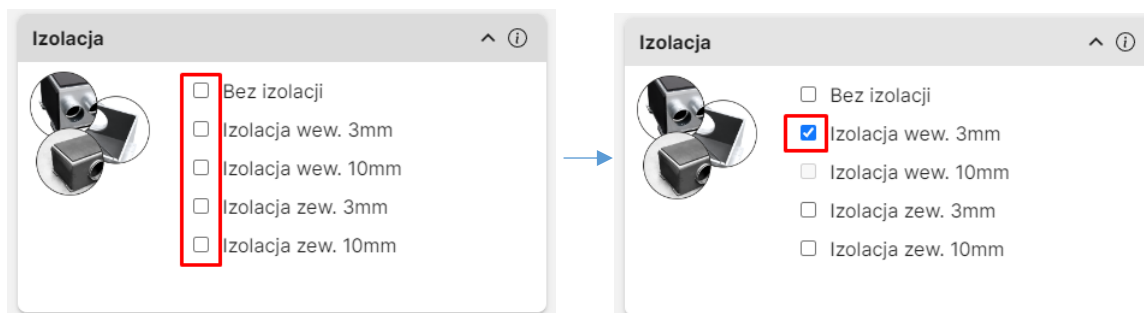 Izolacja
Bez izolacji
Izolacja wew. 3mm
Izolacja wew. 10mm
Izolacja zew. 3mm
Izolacja zew. 10mm
Izolacja
Bez izolacji
Izolacja wew. 3mm
Izolacja wew. 10mm
Izolacja zew. 3mm
Izolacja zew. 10mm